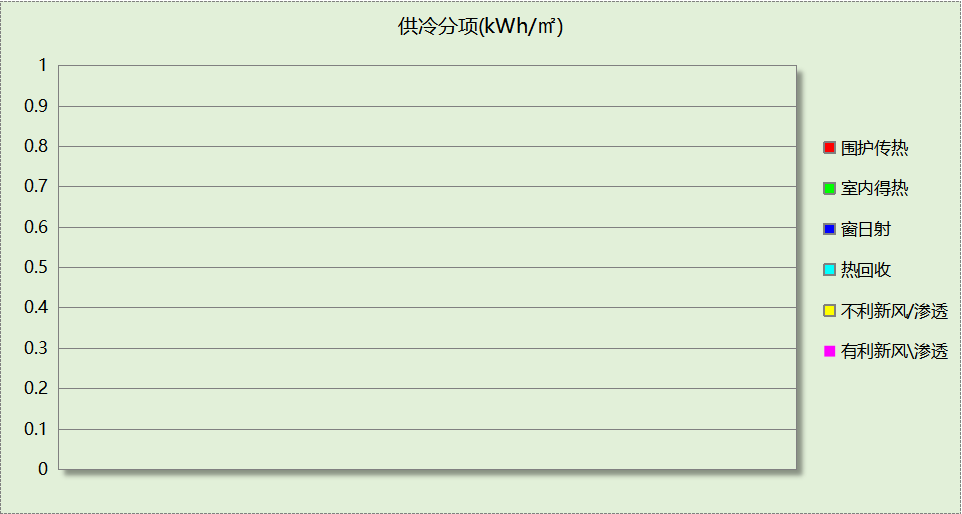 供冷分项(kWh/㎡)
1
0.9
0.8
0.7
0.6
0.5
0.4
0.3
0.2
0.1
0
围护传热
室内得热
窗日射
热回收
不利新风/渗透
有利新风\渗透